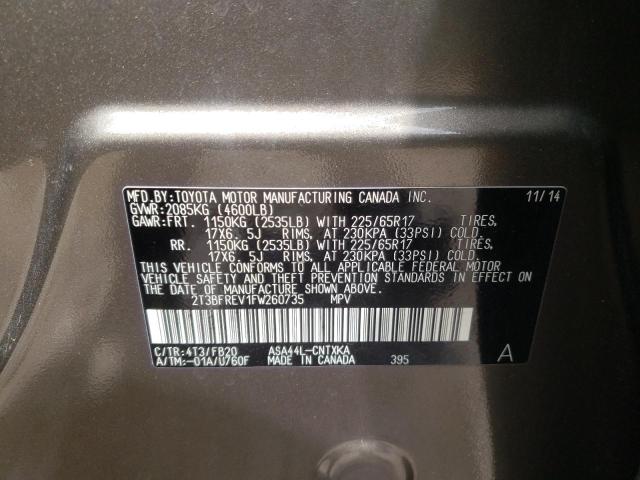 MFD.BY:TOYOTA MOTOR MANUFACTURING CANADA INC. 11/14
GVWR:2085KG (4600LB)
GAWR:FRT. 1150KG (2535LB) WITH 225/65R17 TIRES,
17X6. 5J RIMS, AT 230KPA (33PSI) COLD.
RR. 1150KG (2535LB) WITH 225/65R17 TIRES,
17X6. 5J RIMS, AT 230KPA (33PSI) COLD.
THIS VEHICLE CONFORMS TO ALL APPLICABLE FEDERAL MOTOR
VEHICLE SAFETY AND THEFT PREVENTION STANDARDS IN EFFECT
ON THE DATE OF MANUFACTURE SHOWN ABOVE.
2T3BFREV1FW260735 MPV
C/TR:4T3/FB20 ASA44L-CNTXKA
A/TM:-01A/U760F MADE IN CANADA 395 A